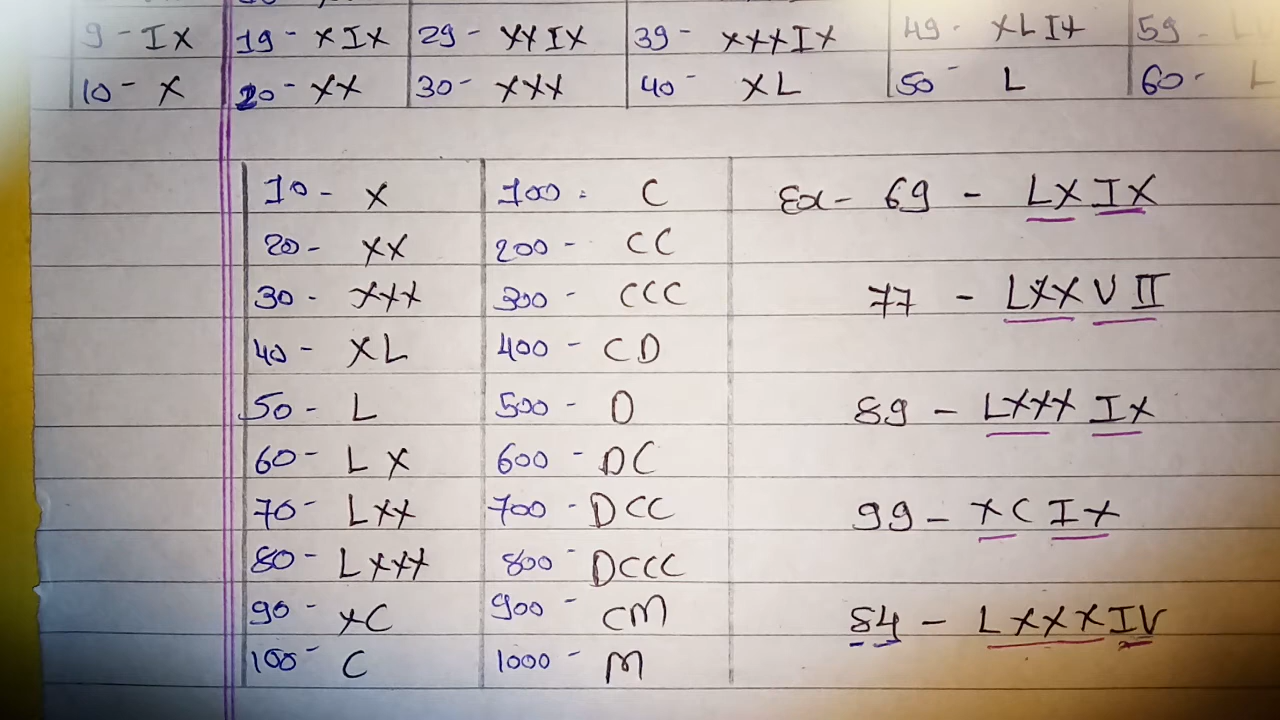 9 - IX 19 - XIX 29 - XXIX 39 - XXXIX 49 - XLIX 59 -
10 - X 20 - XX 30 - XXX 40 - XL 50 - L 60 - L
10 - X 100 - C Ex - 69 - LXIX
20 - XX 200 - CC
30 - XXX 300 - CCC 77 - LXXVII
40 - XL 400 - CD
50 - L 500 - D 89 - LXXXIX
60 - LX 600 - DC
70 - LXX 700 - DCC 99 - XCIX
80 - LXXX 800 - DCCC
90 - XC 900 - CM 84 - LXXXIV
100 - C 1000 - M